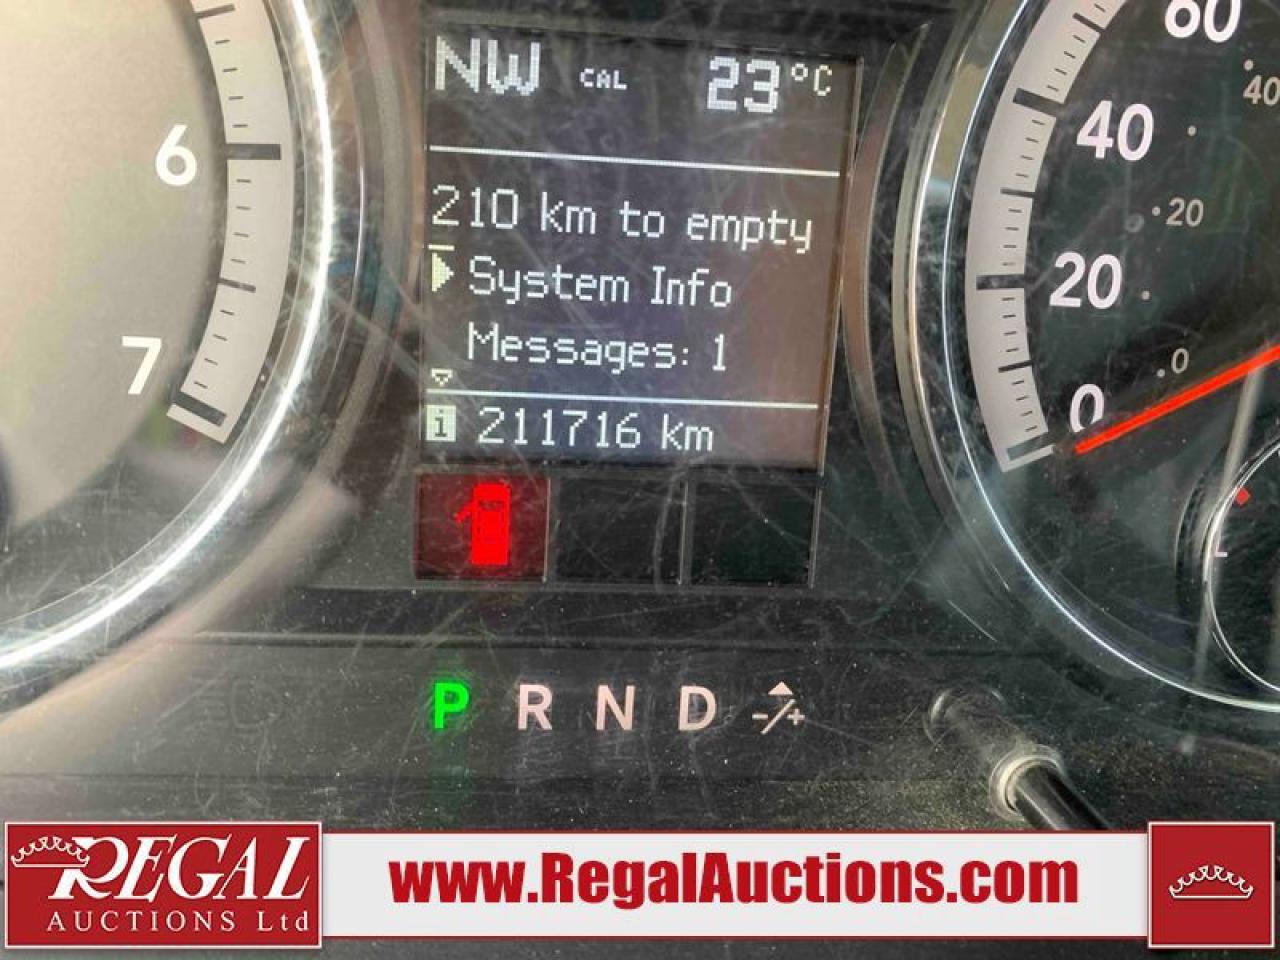 NW CAL 23°C
210 km to empty
System Info
Messages: 1
i 211716 km
6
7
60
40
20
0
40
20
0
P R N D -/+
REGAL
AUCTIONS Ltd
www.RegalAuctions.com